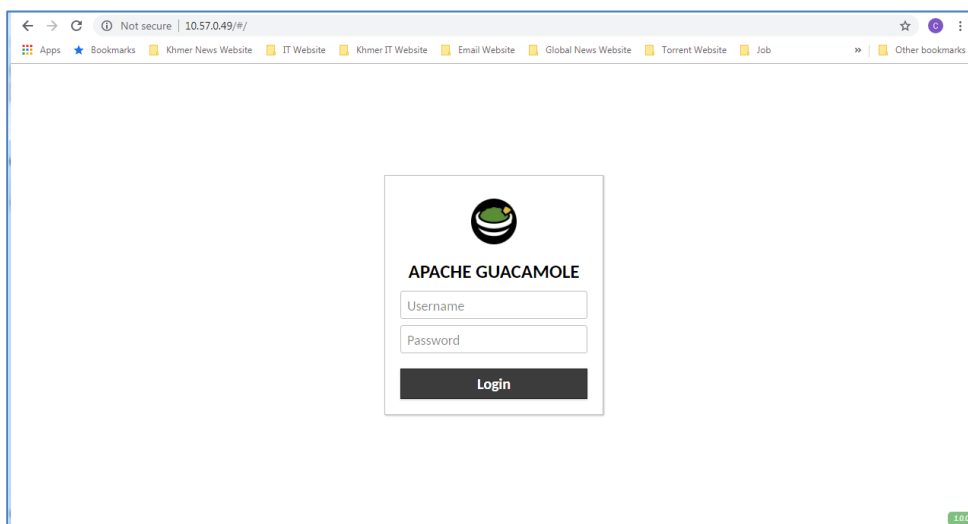 Not secure | 10.57.0.49/#/
C
Apps Bookmarks Khmer News Website IT Website Khmer IT Website Email Website Global News Website Torrent Website Job » Other bookmarks
APACHE GUACAMOLE
Username
Password
Login